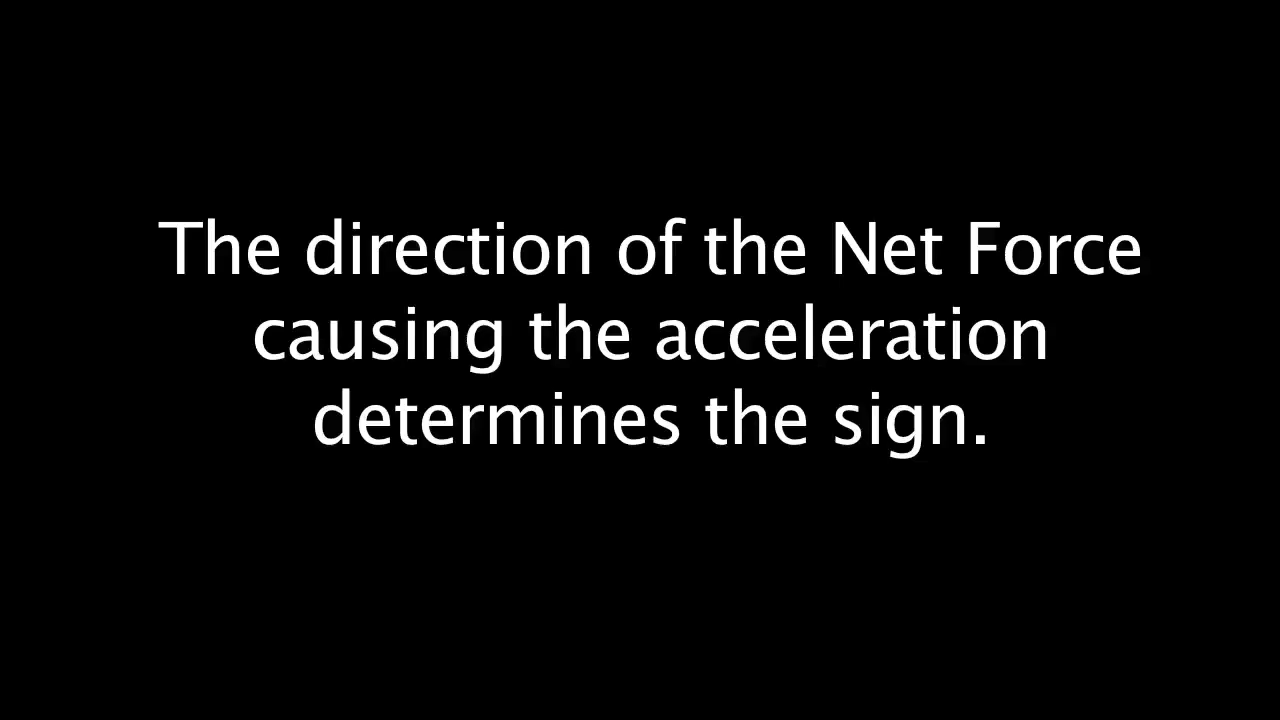 The direction of the Net Force
causing the acceleration
determines the sign.